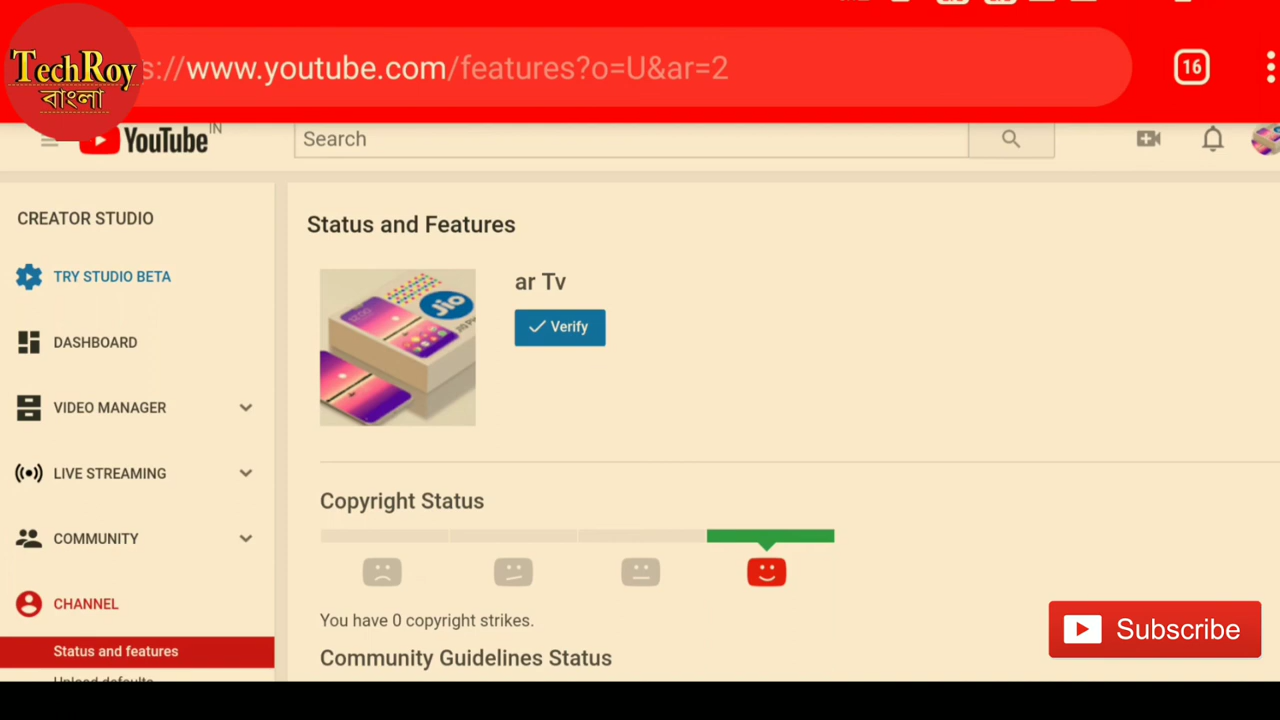 TechRoy
বাংলা
s://www.youtube.com/features?o=U&ar=2
16
YouTube IN
Search
CREATOR STUDIO
TRY STUDIO BETA
DASHBOARD
VIDEO MANAGER
LIVE STREAMING
COMMUNITY
CHANNEL
Status and features
Upload defaults
Status and Features
ar Tv
Verify
Jio
Copyright Status
You have 0 copyright strikes.
Community Guidelines Status
Subscribe